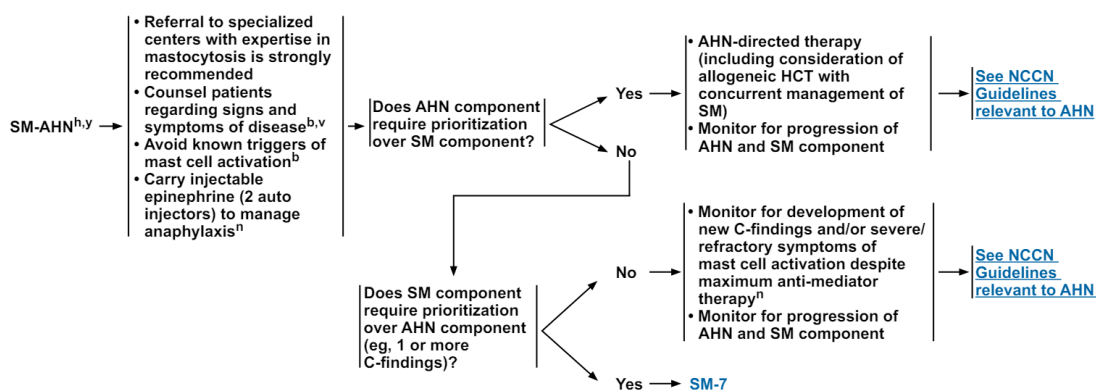 SM-AHNh,y
• Referral to specialized
centers with expertise in
mastocytosis is strongly
recommended
• Counsel patients
regarding signs and
symptoms of diseaseb,v
• Avoid known triggers of
mast cell activationb
• Carry injectable
epinephrine (2 auto
injectors) to manage
anaphylaxisn
Does AHN component
require prioritization
over SM component?
Yes
• AHN-directed therapy
(including consideration of
allogeneic HCT with
concurrent management of
SM)
• Monitor for progression of
AHN and SM component
See NCCN
Guidelines
relevant to AHN
No
Does SM component
require prioritization
over AHN component
(eg, 1 or more
C-findings)?
No
• Monitor for development of
new C-findings and/or severe/
refractory symptoms of
mast cell activation despite
maximum anti-mediator
therapyn
• Monitor for progression of
AHN and SM component
See NCCN
Guidelines
relevant to AHN
Yes
SM-7